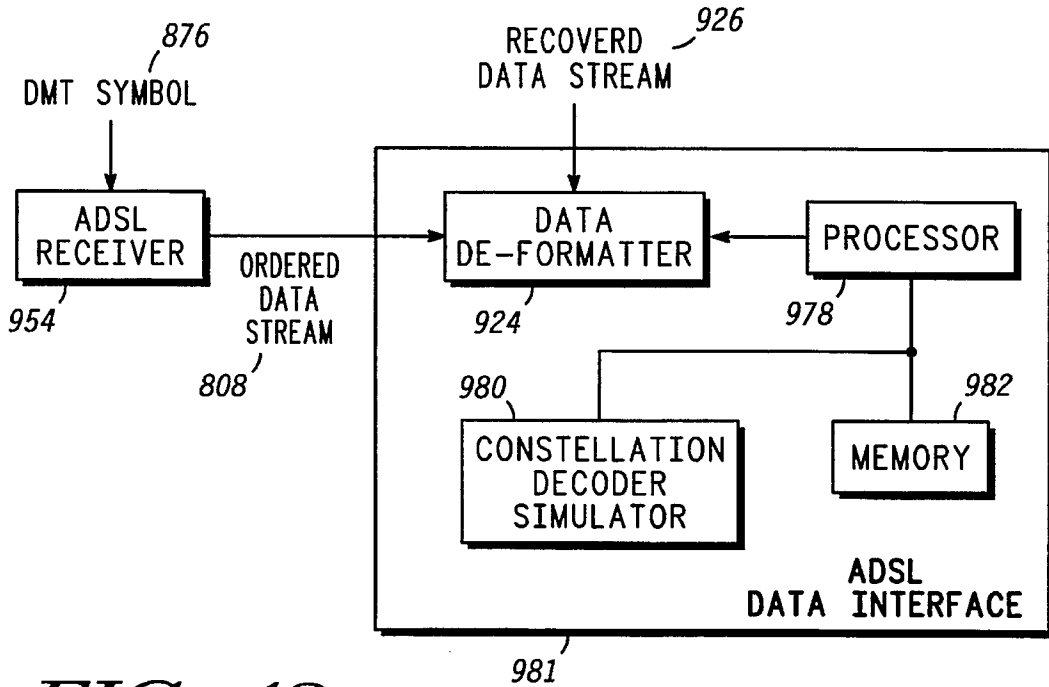 876
DMT SYMBOL
RECOVERD
DATA STREAM
926
ADSL
RECEIVER
954
ORDERED
DATA
STREAM
808
DATA
DE-FORMATTER
924
PROCESSOR
978
980
CONSTELLATION
DECODER
SIMULATOR
982
MEMORY
ADSL
DATA INTERFACE
981